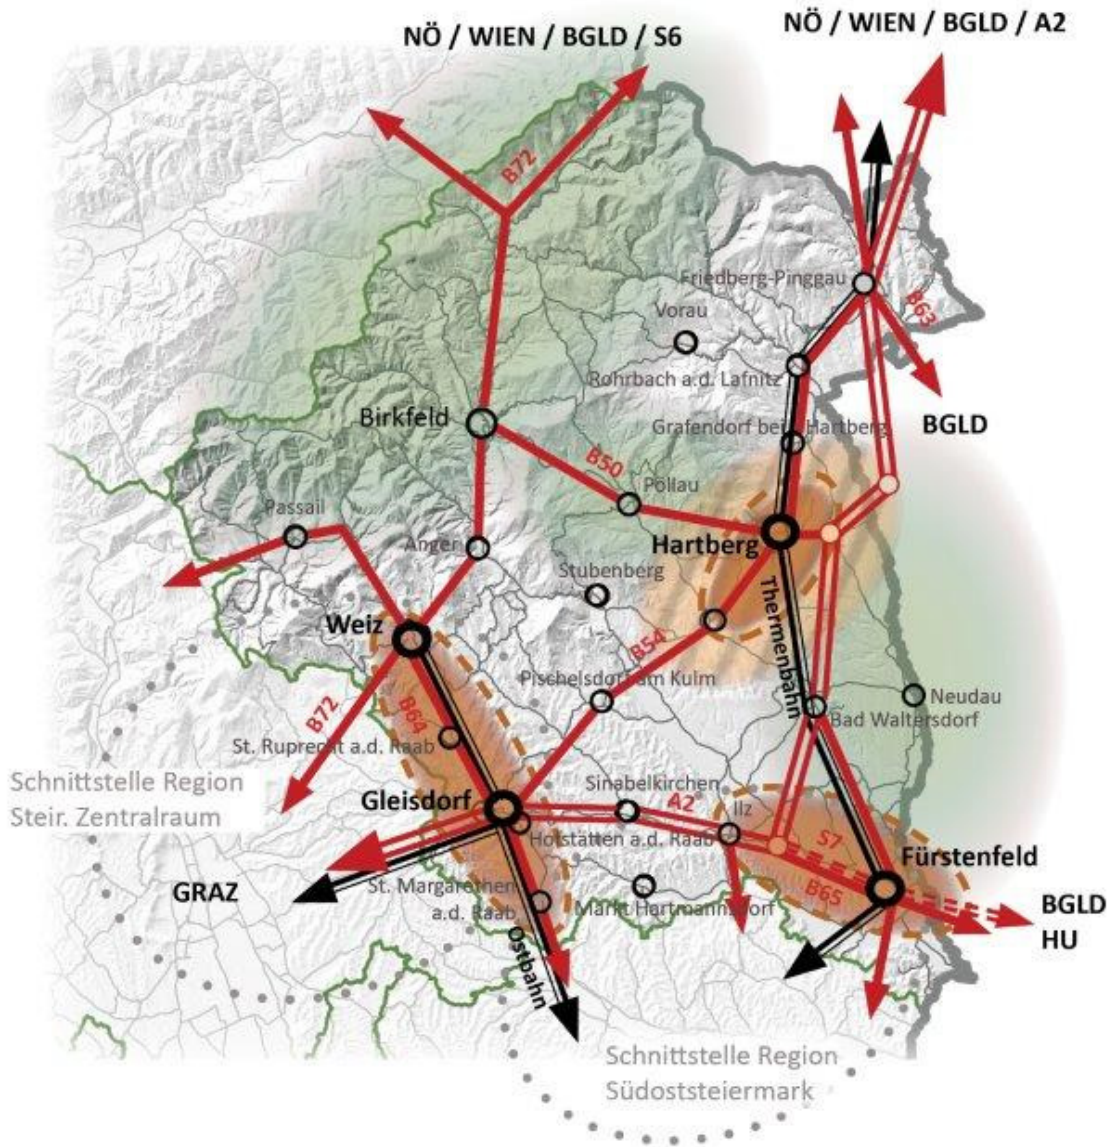 NÖ / WIEN / BGLD / S6
NÖ / WIEN / BGLD / A2
B72
Friedberg-Pinggau
B63
Vorau
Rohrbach a.d. Lafnitz
Birkfeld
Grafendorf bei Hartberg
BGLD
B50
Pöllau
Passail
Anger
Hartberg
Stubenberg
Thermenbahn
Weiz
B54
Pischelsdorf am Kulm
Neudau
Bad Waltersdorf
B72
B64
St. Ruprecht a.d. Raab
Schnittstelle Region
Steir. Zentralraum
Sinabelkirchen
Gleisdorf
A2
Ilz
Hofstätten a.d. Raab
S7
Fürstenfeld
GRAZ
St. Margarethen
a.d. Raab
B65
Markt Hartmannsdorf
BGLD
HU
Ostbahn
Schnittstelle Region
Südoststeiermark